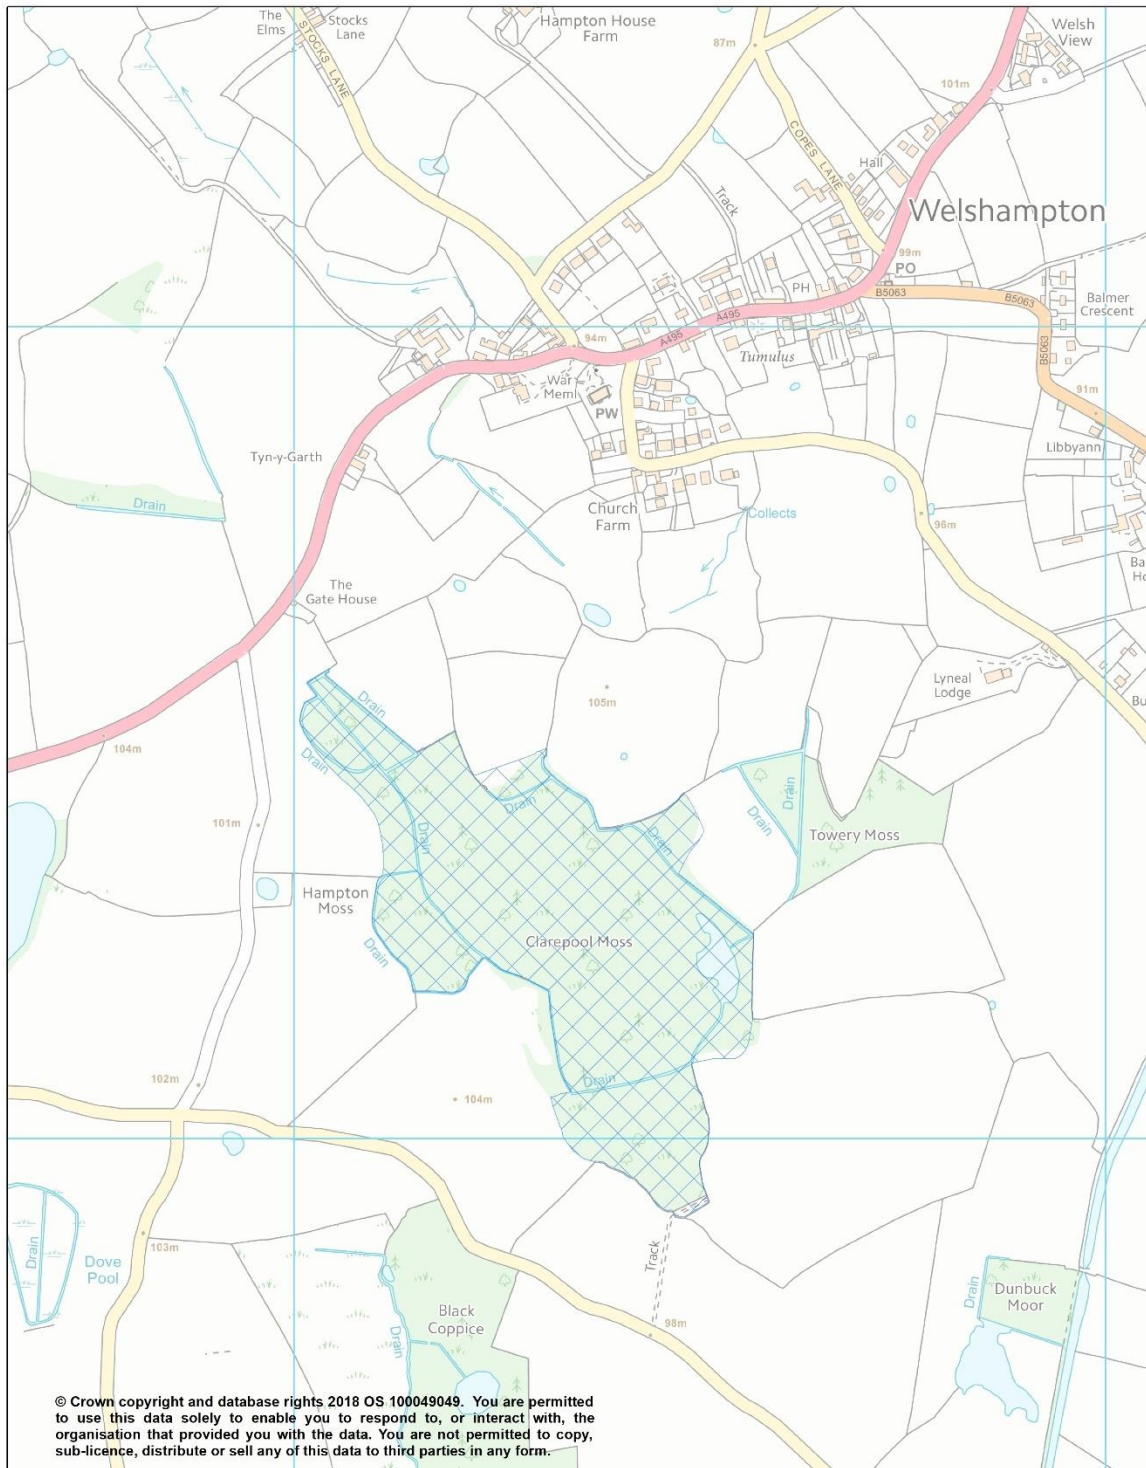 The
Elms
Stocks
Lane
STOCKS LANE
Hampton House
Farm
87m
Welsh
View
101m
COPES LANE
Hall
Track
Welshampton
99m
PO
PH
B5063
B5063
Balmer
Crescent
A495
A495
94m
Tumulus
B5063
War
Meml
PW
91m
Libbyann
Tyn-y-Garth
Drain
Church
Farm
Collects
96m
Ba
Ho
The
Gate House
Lyneal
Lodge
Bu
Drain
105m
104m
Drain
Drain
Drain
Drain
Drain
Drain
Drain
Towery Moss
101m
Hampton
Moss
Clarepool Moss
Drain
102m
104m
Drain
103m
Drain
Dove
Pool
Track
Drain
Dunbuck
Moor
Black
Coppice
Drain
98m
© Crown copyright and database rights 2018 OS 100049049. You are permitted
to use this data solely to enable you to respond to, or interact with, the
organisation that provided you with the data. You are not permitted to copy,
sub-licence, distribute or sell any of this data to third parties in any form.